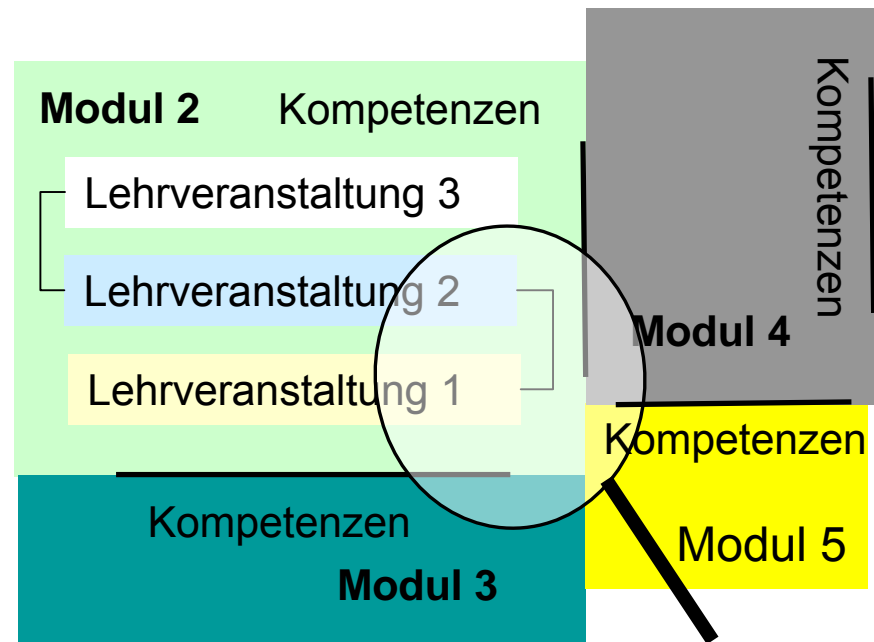 Modul 2
Kompetenzen
Lehrveranstaltung 3
Lehrveranstaltung 2
Lehrveranstaltung 1
Kompetenzen
Modul 4
Kompetenzen
Modul 5
Kompetenzen
Modul 3